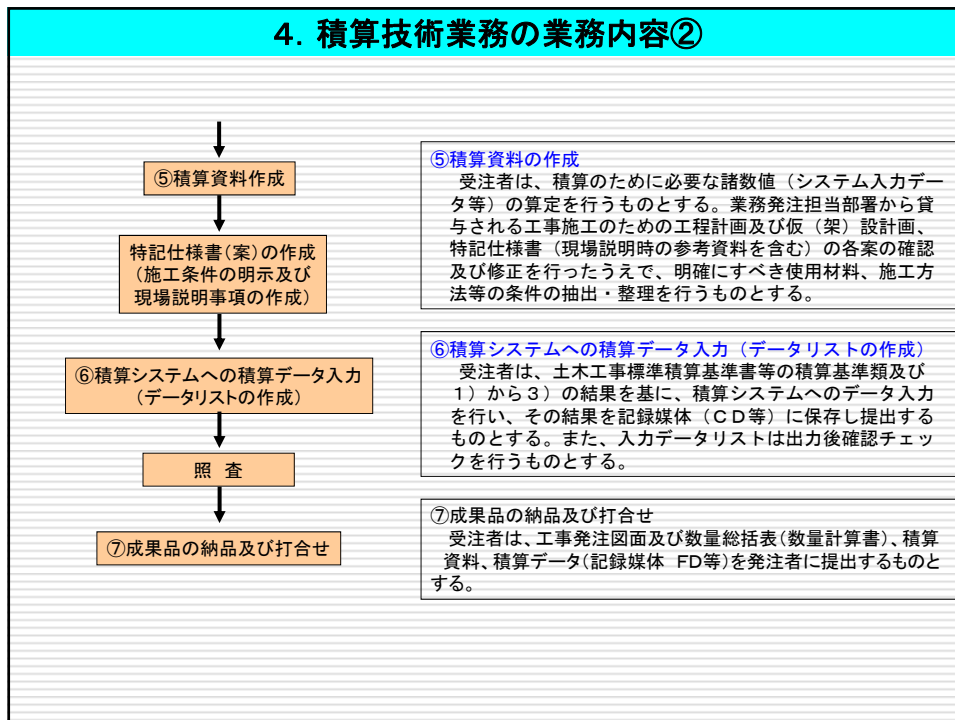 ４．積算技術業務の業務内容②
⑤積算資料作成
特記仕様書（案）の作成
（施工条件の明示及び
現場説明事項の作成）
⑥積算システムへの積算データ入力
（データリストの作成）
照 査
⑦成果品の納品及び打合せ
⑤積算資料の作成
受注者は、積算のために必要な諸数値（システム入力デー
タ等）の算定を行うものとする。業務発注担当部署から貸
与される工事施工のための工程計画及び仮（架）設計画、
特記仕様書（現場説明時の参考資料を含む）の各案の確認
及び修正を行ったうえで、明確にすべき使用材料、施工方
法等の条件の抽出・整理を行うものとする。
⑥積算システムへの積算データ入力（データリストの作成）
受注者は、土木工事標準積算基準書等の積算基準類及び
１）から３）の結果を基に、積算システムへのデータ入力
を行い、その結果を記録媒体（ＣＤ等）に保存し提出する
ものとする。また、入力データリストは出力後確認チェッ
クを行うものとする。
⑦成果品の納品及び打合せ
受注者は、工事発注図面及び数量総括表（数量計算書）、積算
資料、積算データ（記録媒体 FD等）を発注者に提出するものと
する。